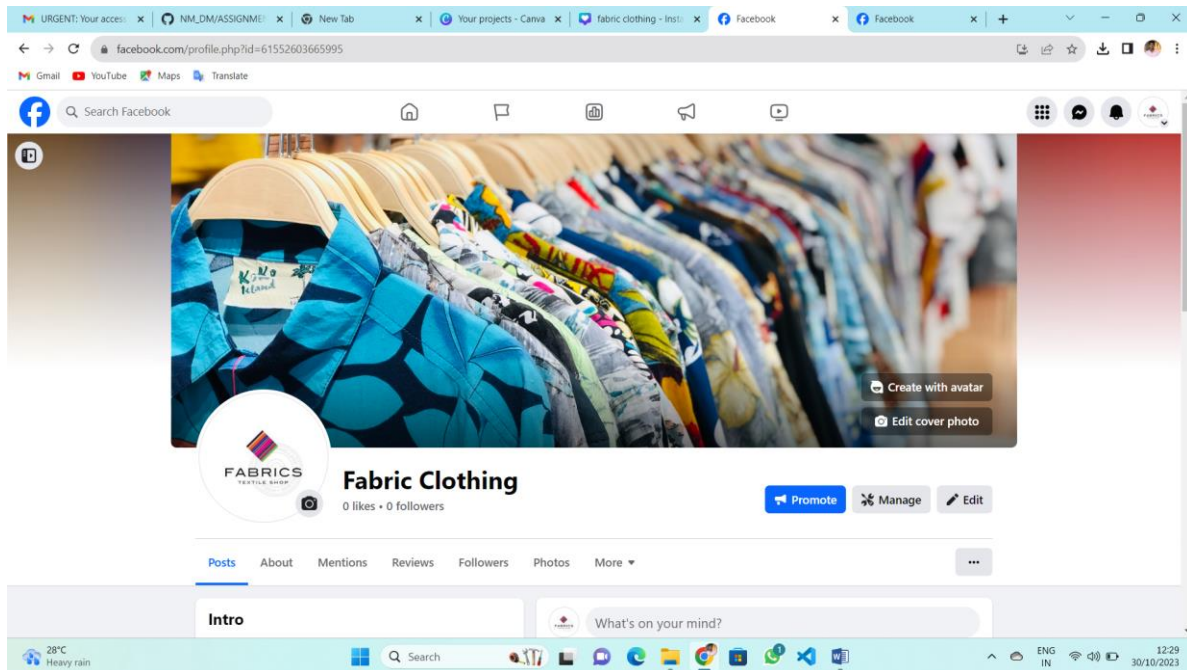 URGENT: Your access
NM_DM/ASSIGNME
New Tab
Your projects - Canva
fabric clothing - Insta
Facebook
Facebook
facebook.com/profile.php?id=61552603665995
Gmail
YouTube
Maps
Translate
Search Facebook
Create with avatar
Edit cover photo
FABRICS
TEXTILE SHOP
Fabric Clothing
0 likes • 0 followers
Promote
Manage
Edit
Posts
About
Mentions
Reviews
Followers
Photos
More
Intro
What's on your mind?
28°C
Heavy rain
Search
ENG
IN
12:29
30/10/2023